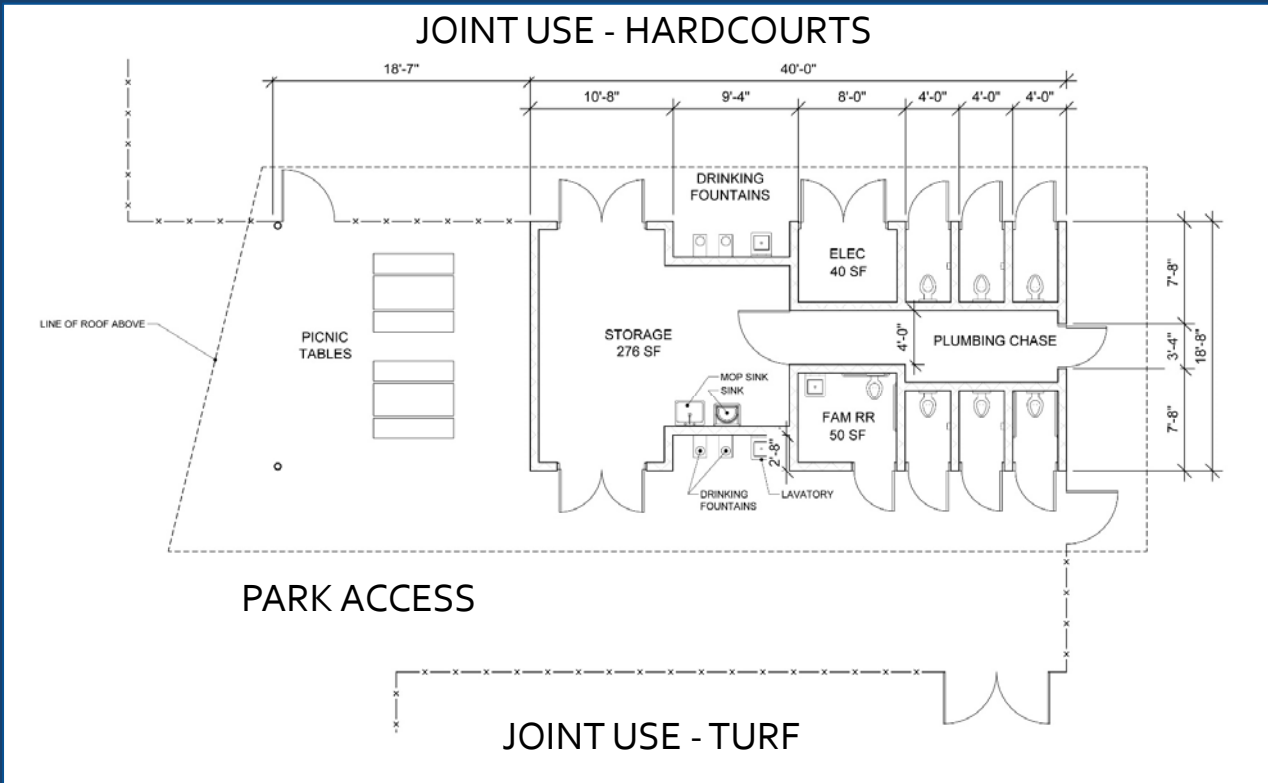 JOINT USE - HARDCOURTS
18'-7"
40'-0"
10'-8"
9'-4"
8'-0"
4'-0"
4'-0"
4'-0"
DRINKING
FOUNTAINS
ELEC
40 SF
7'-8"
LINE OF ROOF ABOVE
PICNIC
TABLES
STORAGE
276 SF
4'-0"
PLUMBING CHASE
3'-4"
18'-8"
MOP SINK
SINK
FAM RR
50 SF
7'-8"
2'-8"
DRINKING
FOUNTAINS
LAVATORY
PARK ACCESS
JOINT USE - TURF